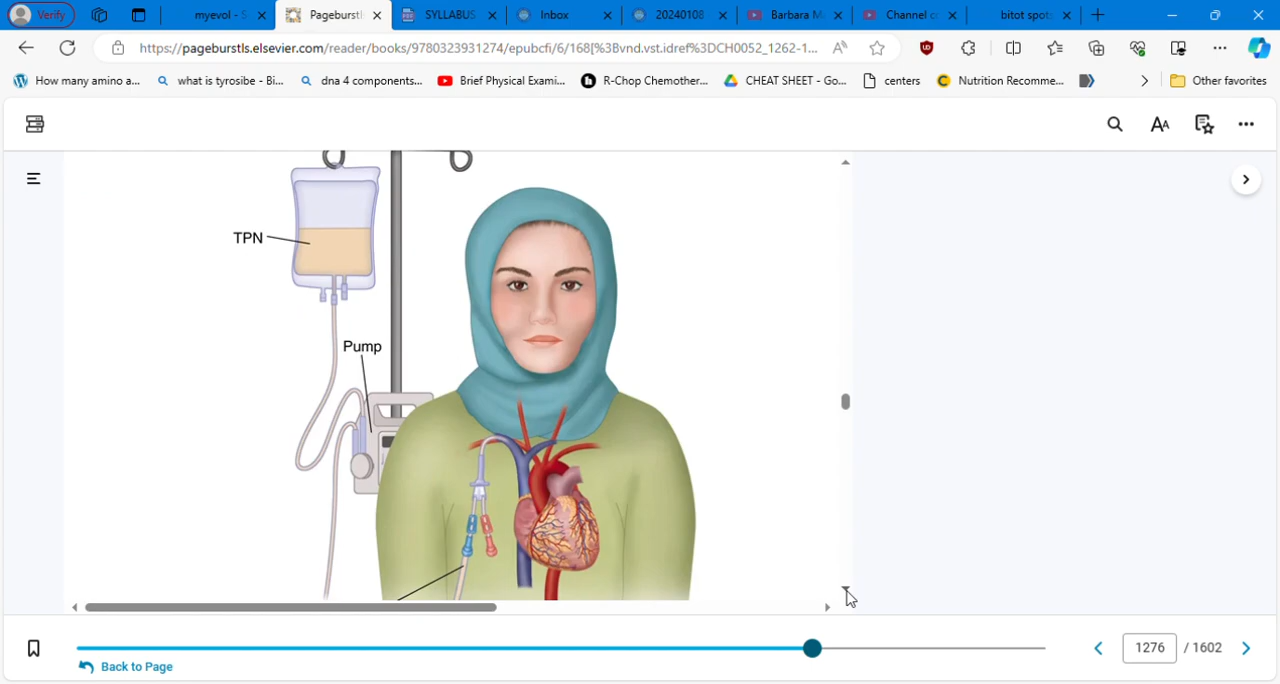 Verify
myevol - S
Pageburstl
SYLLABUS
Inbox
20240108
Barbara M
Channel c
bitot spots
https://pageburstls.elsevier.com/reader/books/9780323931274/epubcfi/6/168[%3Bvnd.vst.idref%3DCH0052_1262-1...
How many amino a...
what is tyrosibe - Bi...
dna 4 components...
Brief Physical Exami...
R-Chop Chemother...
CHEAT SHEET - Go...
centers
Nutrition Recomme...
Other favorites
TPN
Pump
1276 / 1602
Back to Page